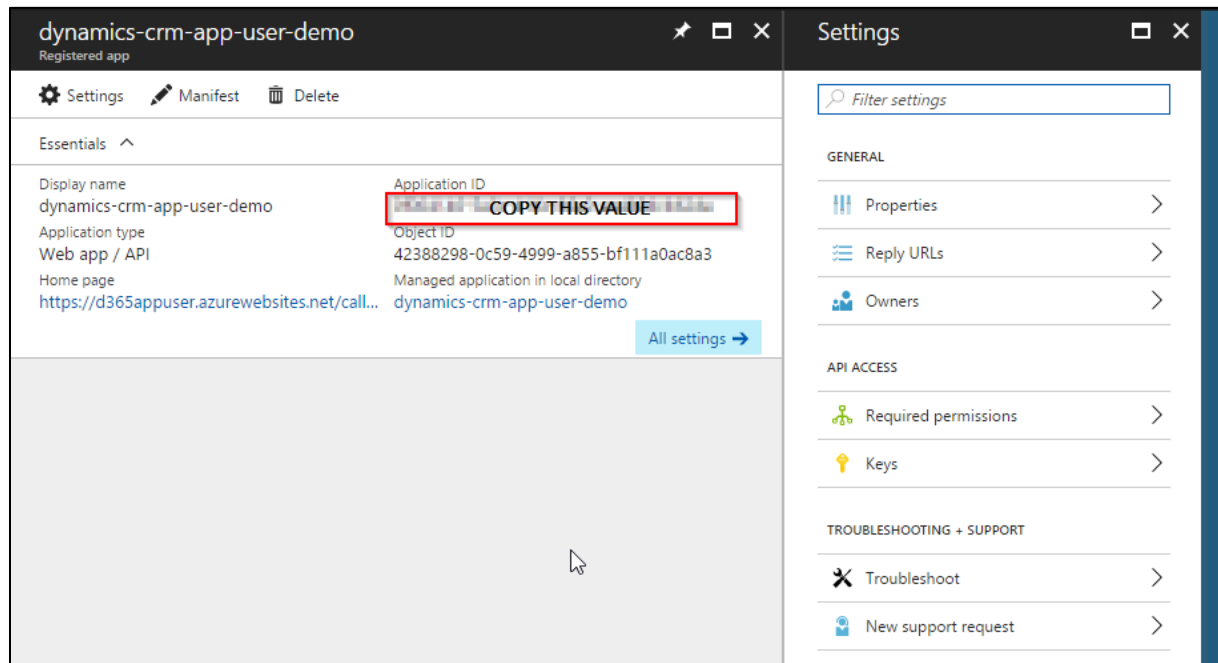 dynamics-crm-app-user-demo
Registered app
Settings
Manifest
Delete
Essentials
Display name
dynamics-crm-app-user-demo
Application ID
COPY THIS VALUE
Application type
Web app / API
Object ID
42388298-0c59-4999-a855-bf111a0ac8a3
Home page
https://d365appuser.azurewebsites.net/call...
Managed application in local directory
dynamics-crm-app-user-demo
All settings
Settings
Filter settings
GENERAL
Properties
Reply URLs
Owners
API ACCESS
Required permissions
Keys
TROUBLESHOOTING + SUPPORT
Troubleshoot
New support request